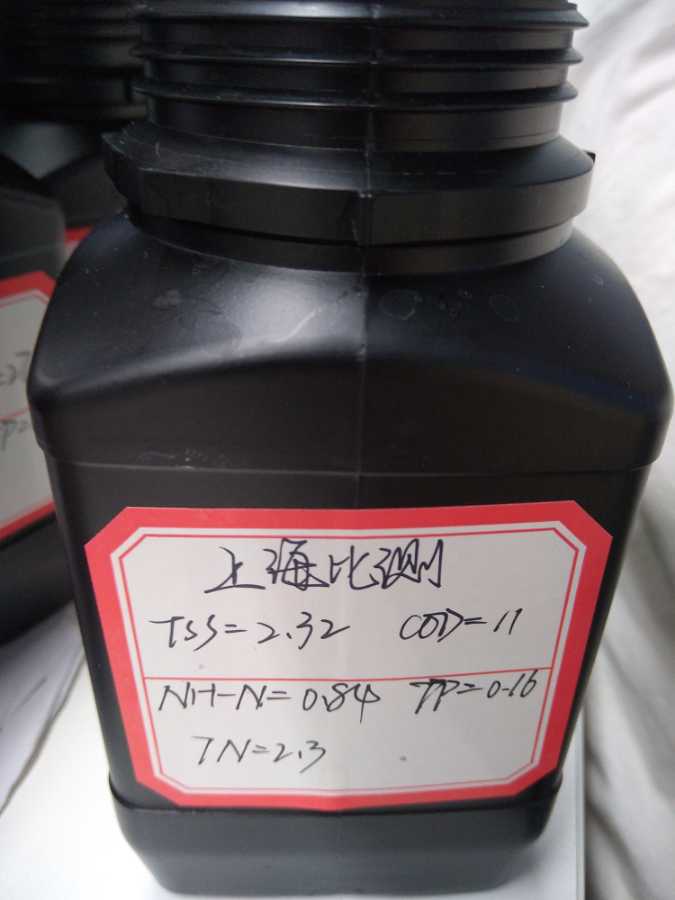 上海比测
TSS=2.32 COD=11
NH-N=0.84 TP=0.16
TN=2.3